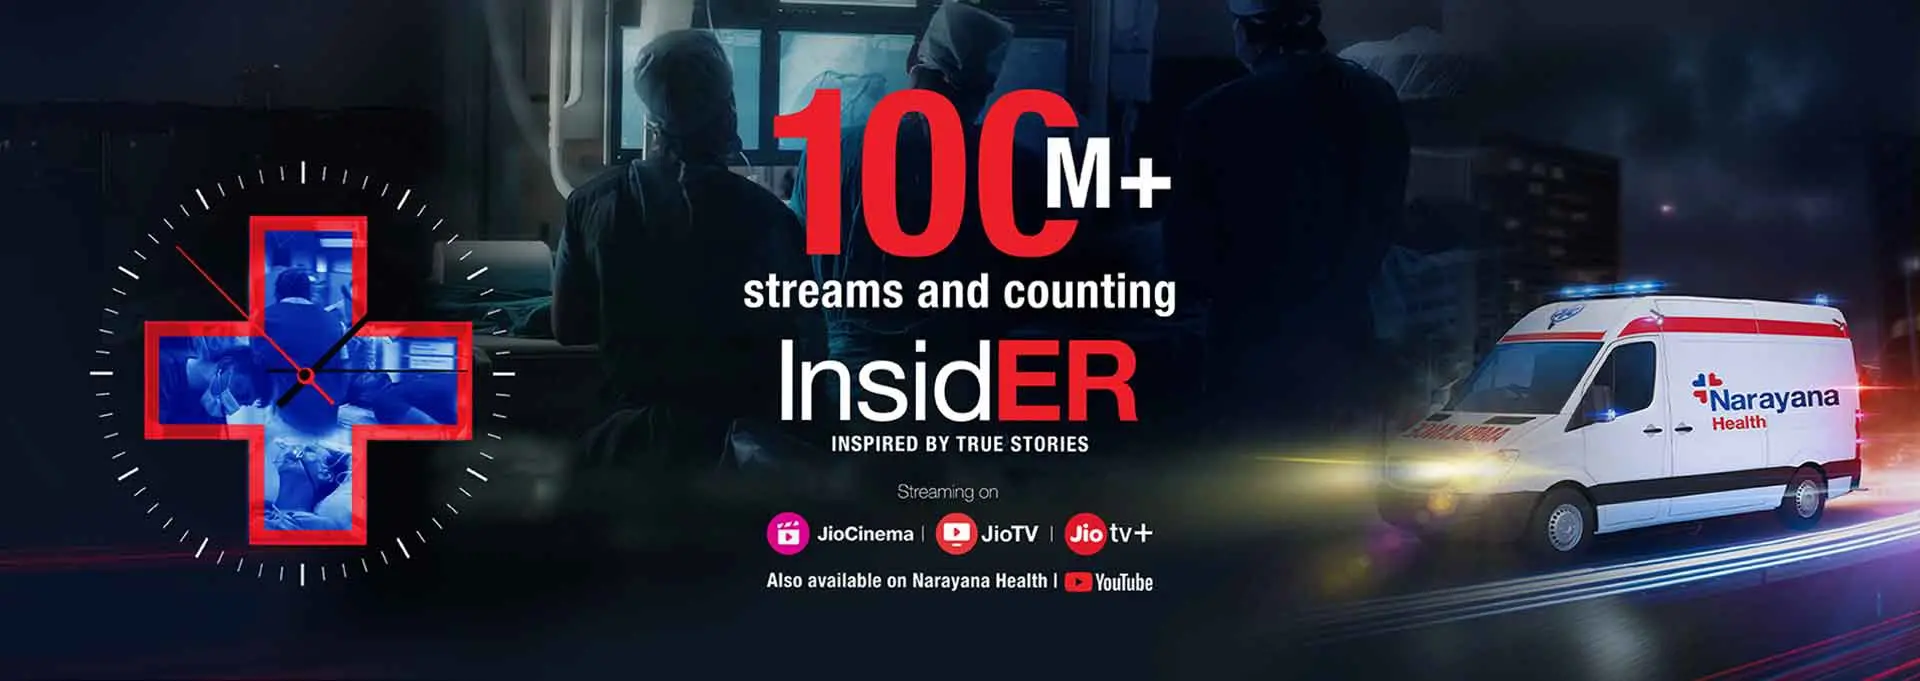 100M+
streams and counting
InsidER
INSPIRED BY TRUE STORIES
Streaming on
JioCinema | JioTV | Jio tv+
Also available on Narayana Health | YouTube
AMBULANCE
Narayana
Health